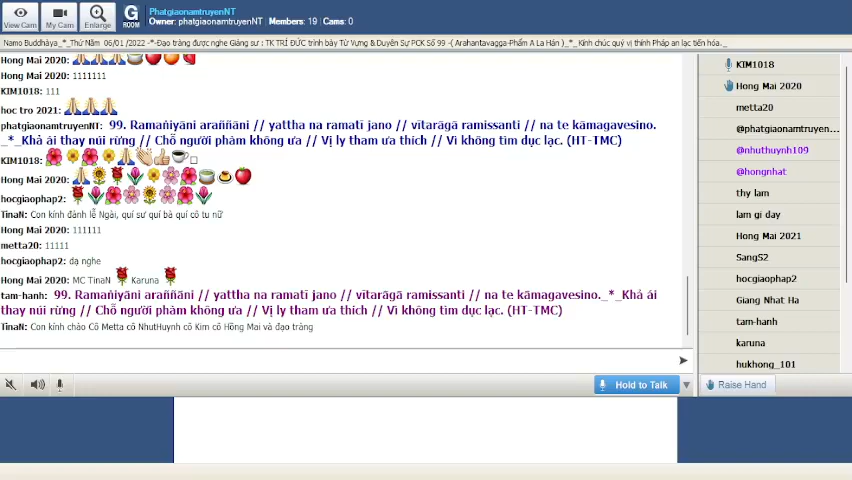 View Cam
My Cam
Enlarge
G
ROOM
PhatgiaonamtruyenNT
Owner: phatgiaonamtruyenNT Members: 19 Cams: 0
Namo Buddhāya_*_Thứ Năm 06/01/2022 -*-Đạo tràng được nghe Giảng sư : TK TRÍ ĐỨC trình bày Từ Vựng & Duyên Sự PCK Số 99 -( Arahantavagga-Phẩm A La Hán )_*_Kính chúc quý vị thính Pháp an lạc tiến hóa._
Hong Mai 2020:
Hong Mai 2020: 1111111
KIM1018: 111
hoc tro 2021:
phatgiaonamtruyenNT: 99. Ramaṇīyāni araññāni // yattha na ramatī jano // vītarāgā ramissanti // na te kāmagavesino.
_*_Khả ái thay núi rừng // Chỗ người phàm không ưa // Vị ly tham ưa thích // Vì không tìm dục lạc. (HT-TMC)
KIM1018:
Hong Mai 2020:
hocgiaophap2:
TinaN: Con kính đảnh lễ Ngài, quí sư quí bà quí cô tu nữ
Hong Mai 2020: 111111
metta20: 11111
hocgiaophap2: dạ nghe
Hong Mai 2020: MC TinaN Karuna
tam-hanh: 99. Ramaṇīyāni araññāni // yattha na ramatī jano // vītarāgā ramissanti // na te kāmagavesino._*_Khả ái
thay núi rừng // Chỗ người phàm không ưa // Vị ly tham ưa thích // Vì không tìm dục lạc. (HT-TMC)
TinaN: Con kính chào Cô Metta cô NhutHuynh cô Kim cô Hồng Mai và đạo tràng
Hold to Talk
KIM1018
Hong Mai 2020
metta20
@phatgiaonamtruyen...
@nhuthuynh109
@hongnhat
thy lam
lam gi day
Hong Mai 2021
SangS2
hocgiaophap2
Giang Nhat Ha
tam-hanh
karuna
hukhong_101
Raise Hand